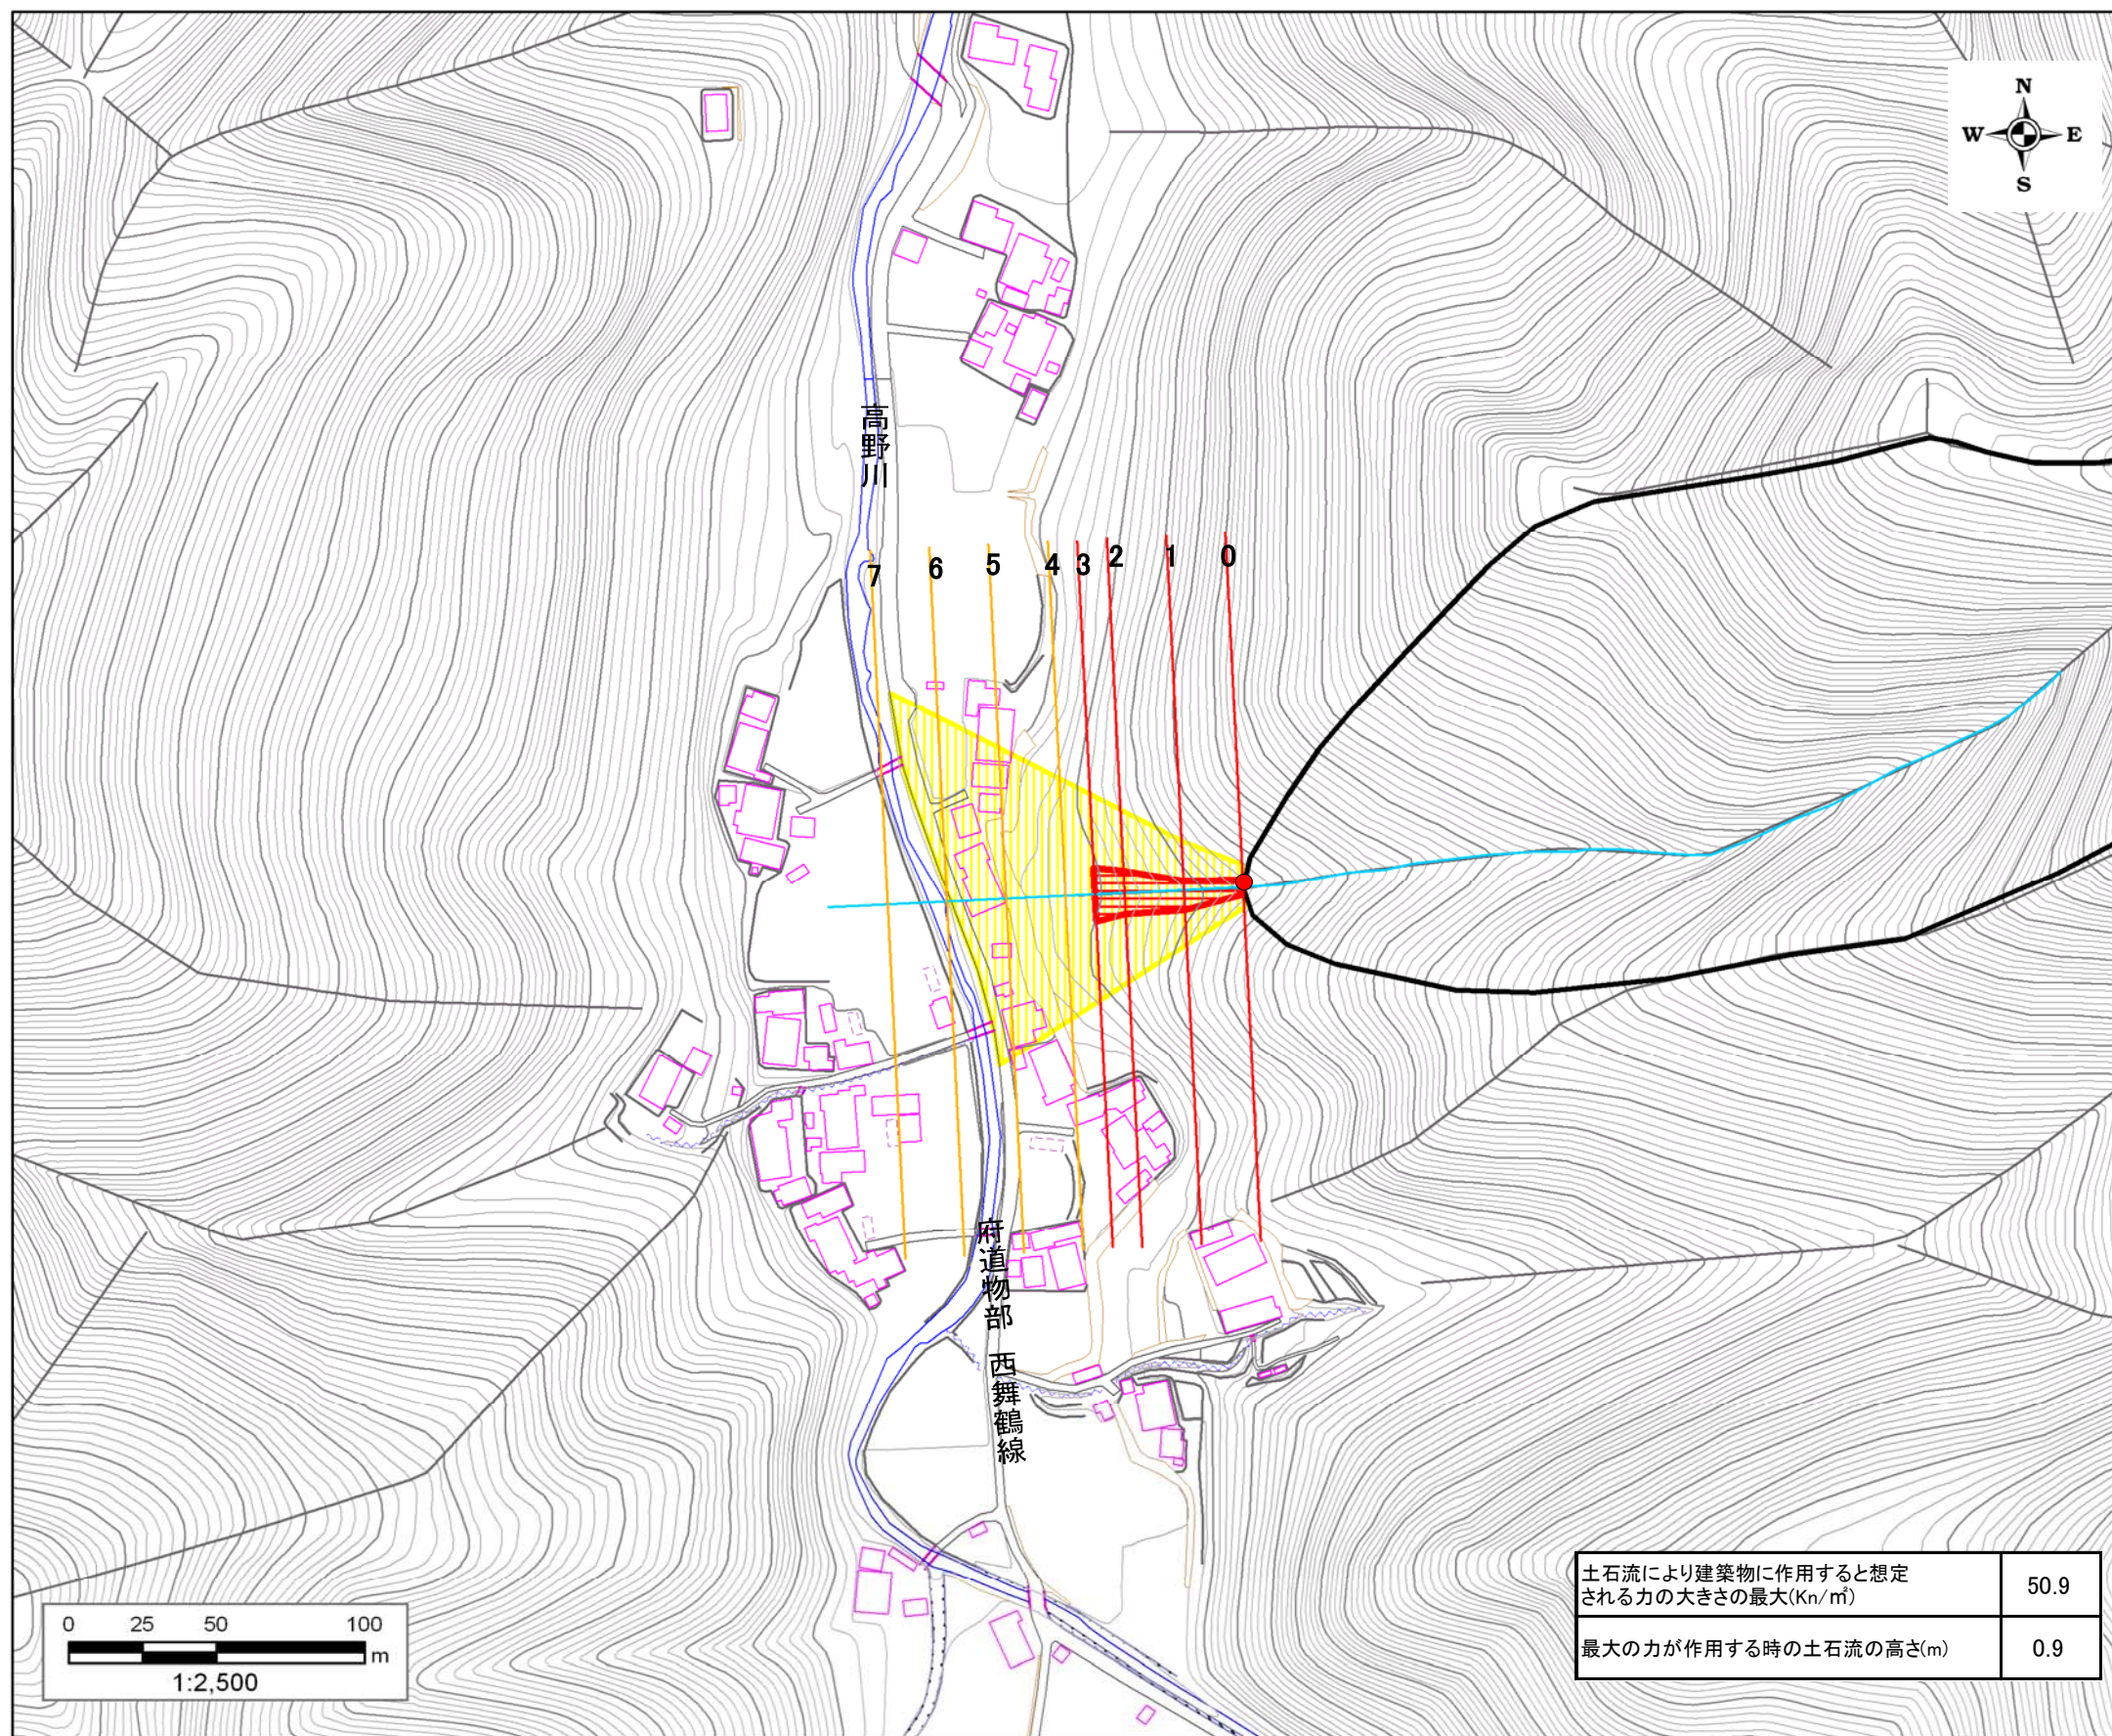 N
W E
S
高野川
7 6 5 4 3 2 1 0
府道物部 西舞鶴線
土石流により建築物に作用すると想定
される力の大きさの最大(Kn/㎡) 50.9
最大の力が作用する時の土石流の高さ(m) 0.9
0 25 50 100
m
1:2,500